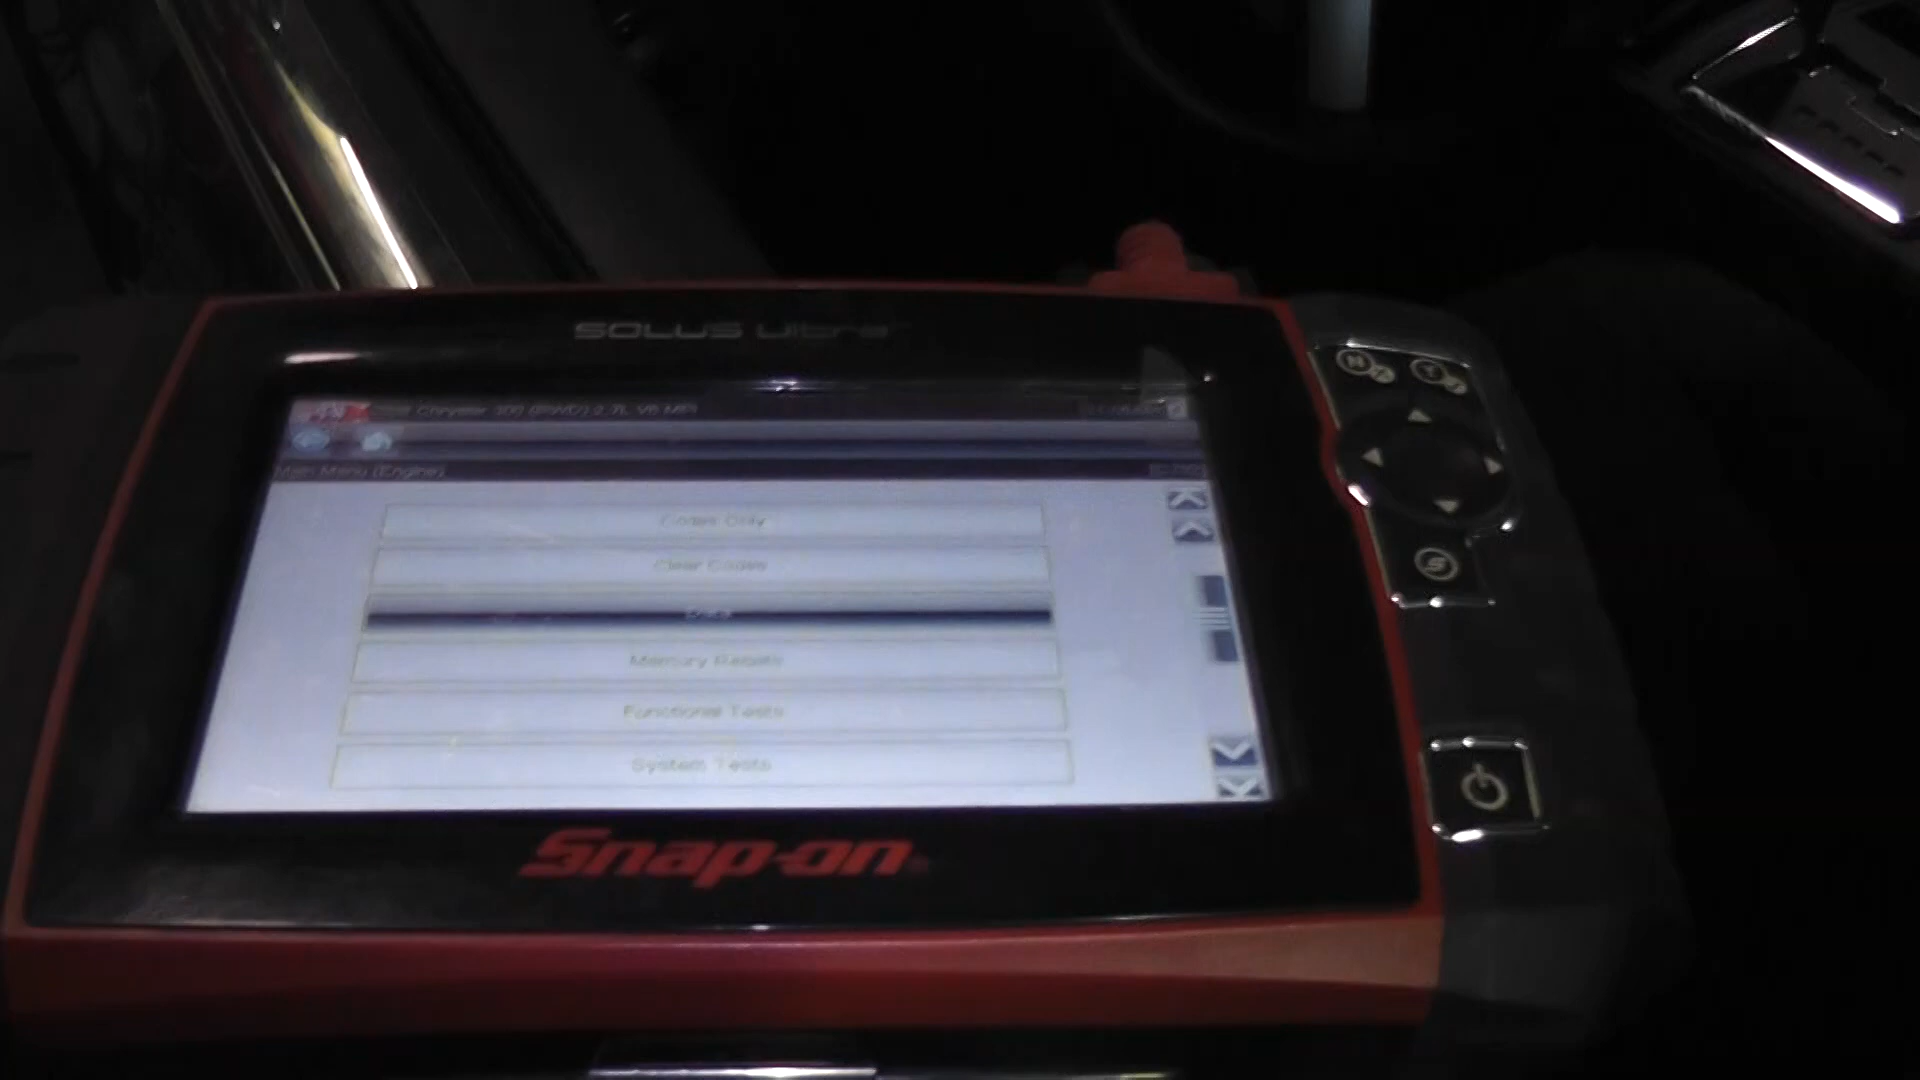 SOLUS Ultra
Chrysler 300 (RWD) 2.7L V6 MPI
Main Menu (Engine)
Codes Only
Clear Codes
Data
Memory Resets
Functional Tests
System Tests
Snap-on
N
Y
S